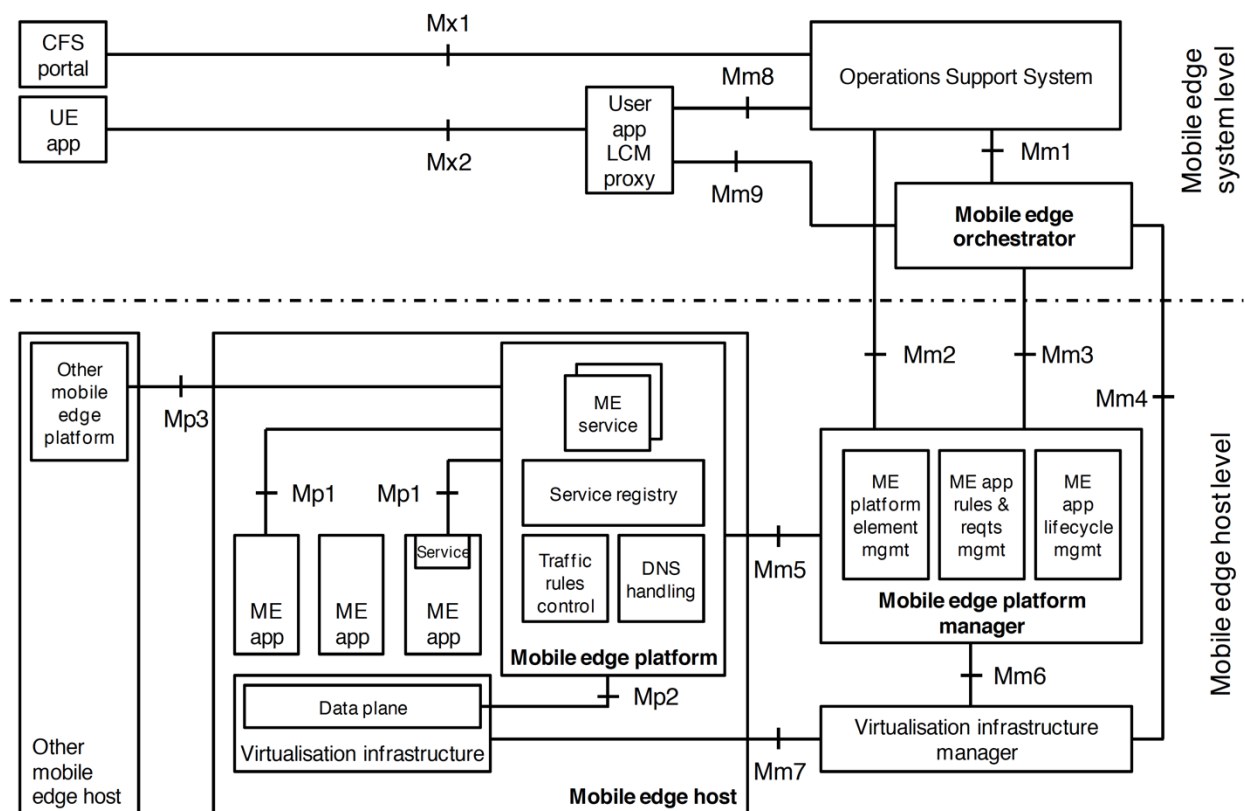 CFS
portal
Mx1
Operations Support System
UE
app
Mx2
User
app
LCM
proxy
Mm8
Mm9
Mm1
Mobile edge
orchestrator
Mobile edge
system level
Other
mobile
edge
platform
Mp3
ME
service
Service registry
Traffic
rules
control
DNS
handling
Mobile edge platform
Mp1
Mp1
ME
app
ME
app
Service
ME
app
Mp2
Data plane
Virtualisation infrastructure
Other
mobile
edge host
Mobile edge host
Mm2
Mm3
Mm4
Mm5
ME
platform
element
mgmt
ME app
rules &
reqts
mgmt
ME
app
lifecycle
mgmt
Mobile edge platform
manager
Mm6
Mm7
Virtualisation infrastructure
manager
Mobile edge host level